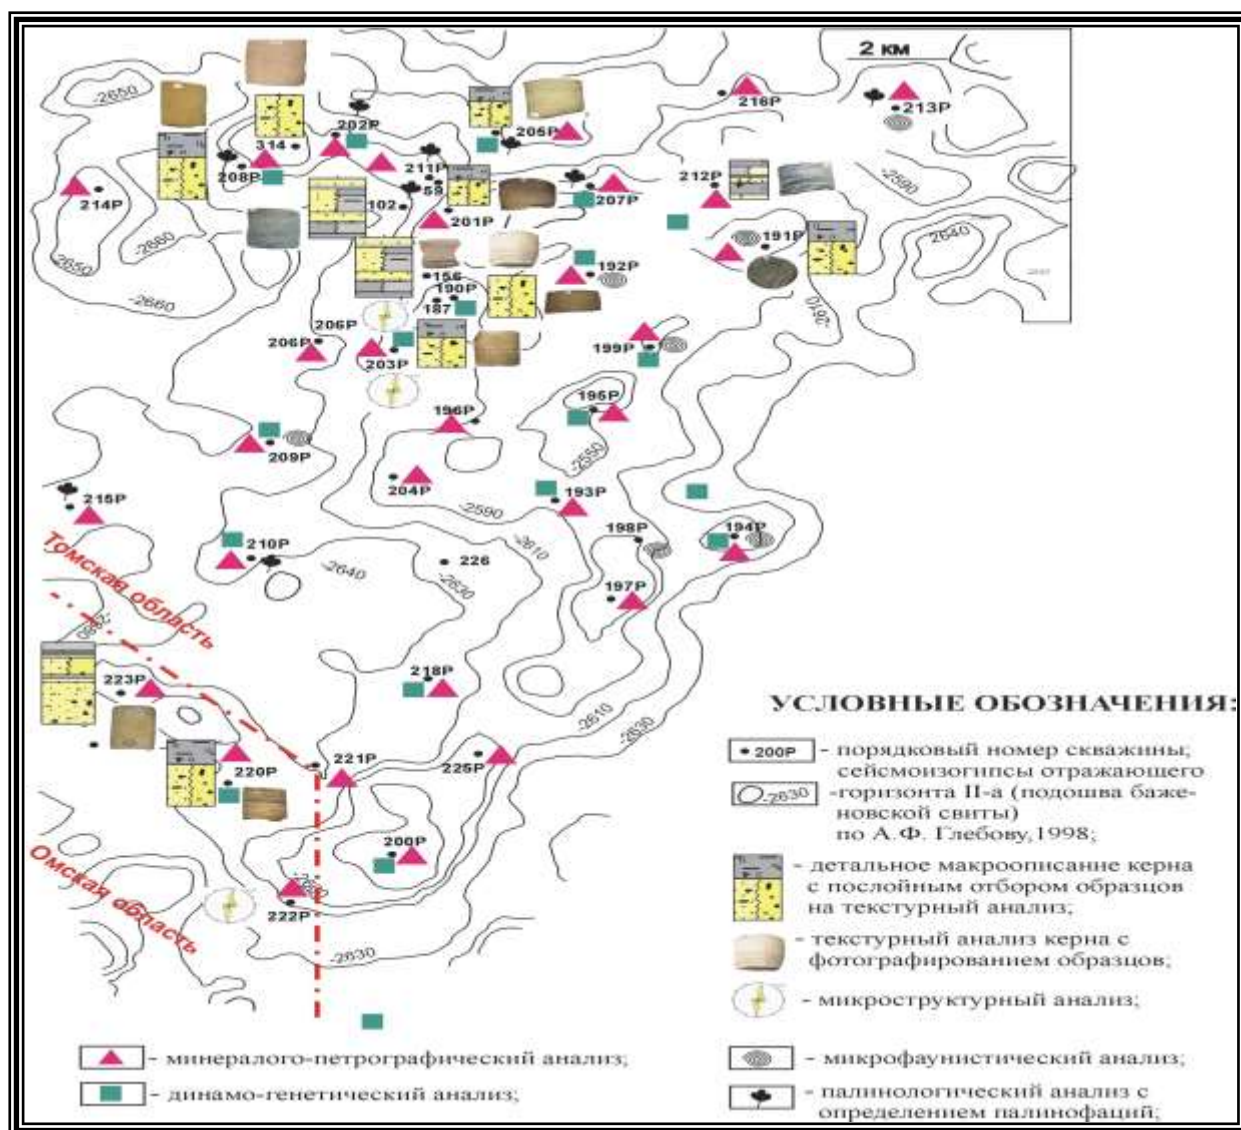 2 км
-2650
216Р
213Р
202Р
205Р
314
211Р
59
208Р
-2590
212Р
207Р
214Р
102
201Р
191Р
2640
-2660
2650
-2660
156
192Р
190Р
187
-2610
206Р
206Р
203Р
199Р
195Р
196Р
209Р
-2550
204Р
215Р
193Р
-2590
198Р
194Р
-2610
Томская область
210Р
226
-2640
-2630
197Р
218Р
223Р
-2610
-2630
УСЛОВНЫЕ ОБОЗНАЧЕНИЯ:
221Р
225Р
220Р
200Р
222Р
Омская область
-2630
200Р
- порядковый номер скважины;
сейсмоизогипсы отражающего
-2630
-горизонта II-а (подошва баже-
новской свиты)
по А.Ф. Глебову,1998;
- детальное макроописание керна
с послойным отбором образцов
на текстурный анализ;
- текстурный анализ керна с
фотографированием образцов;
- микроструктурный анализ;
- минералого-петрографический анализ;
- микрофаунистический анализ;
- динамо-генетический анализ;
- палинологический анализ с
определением палинофаций;